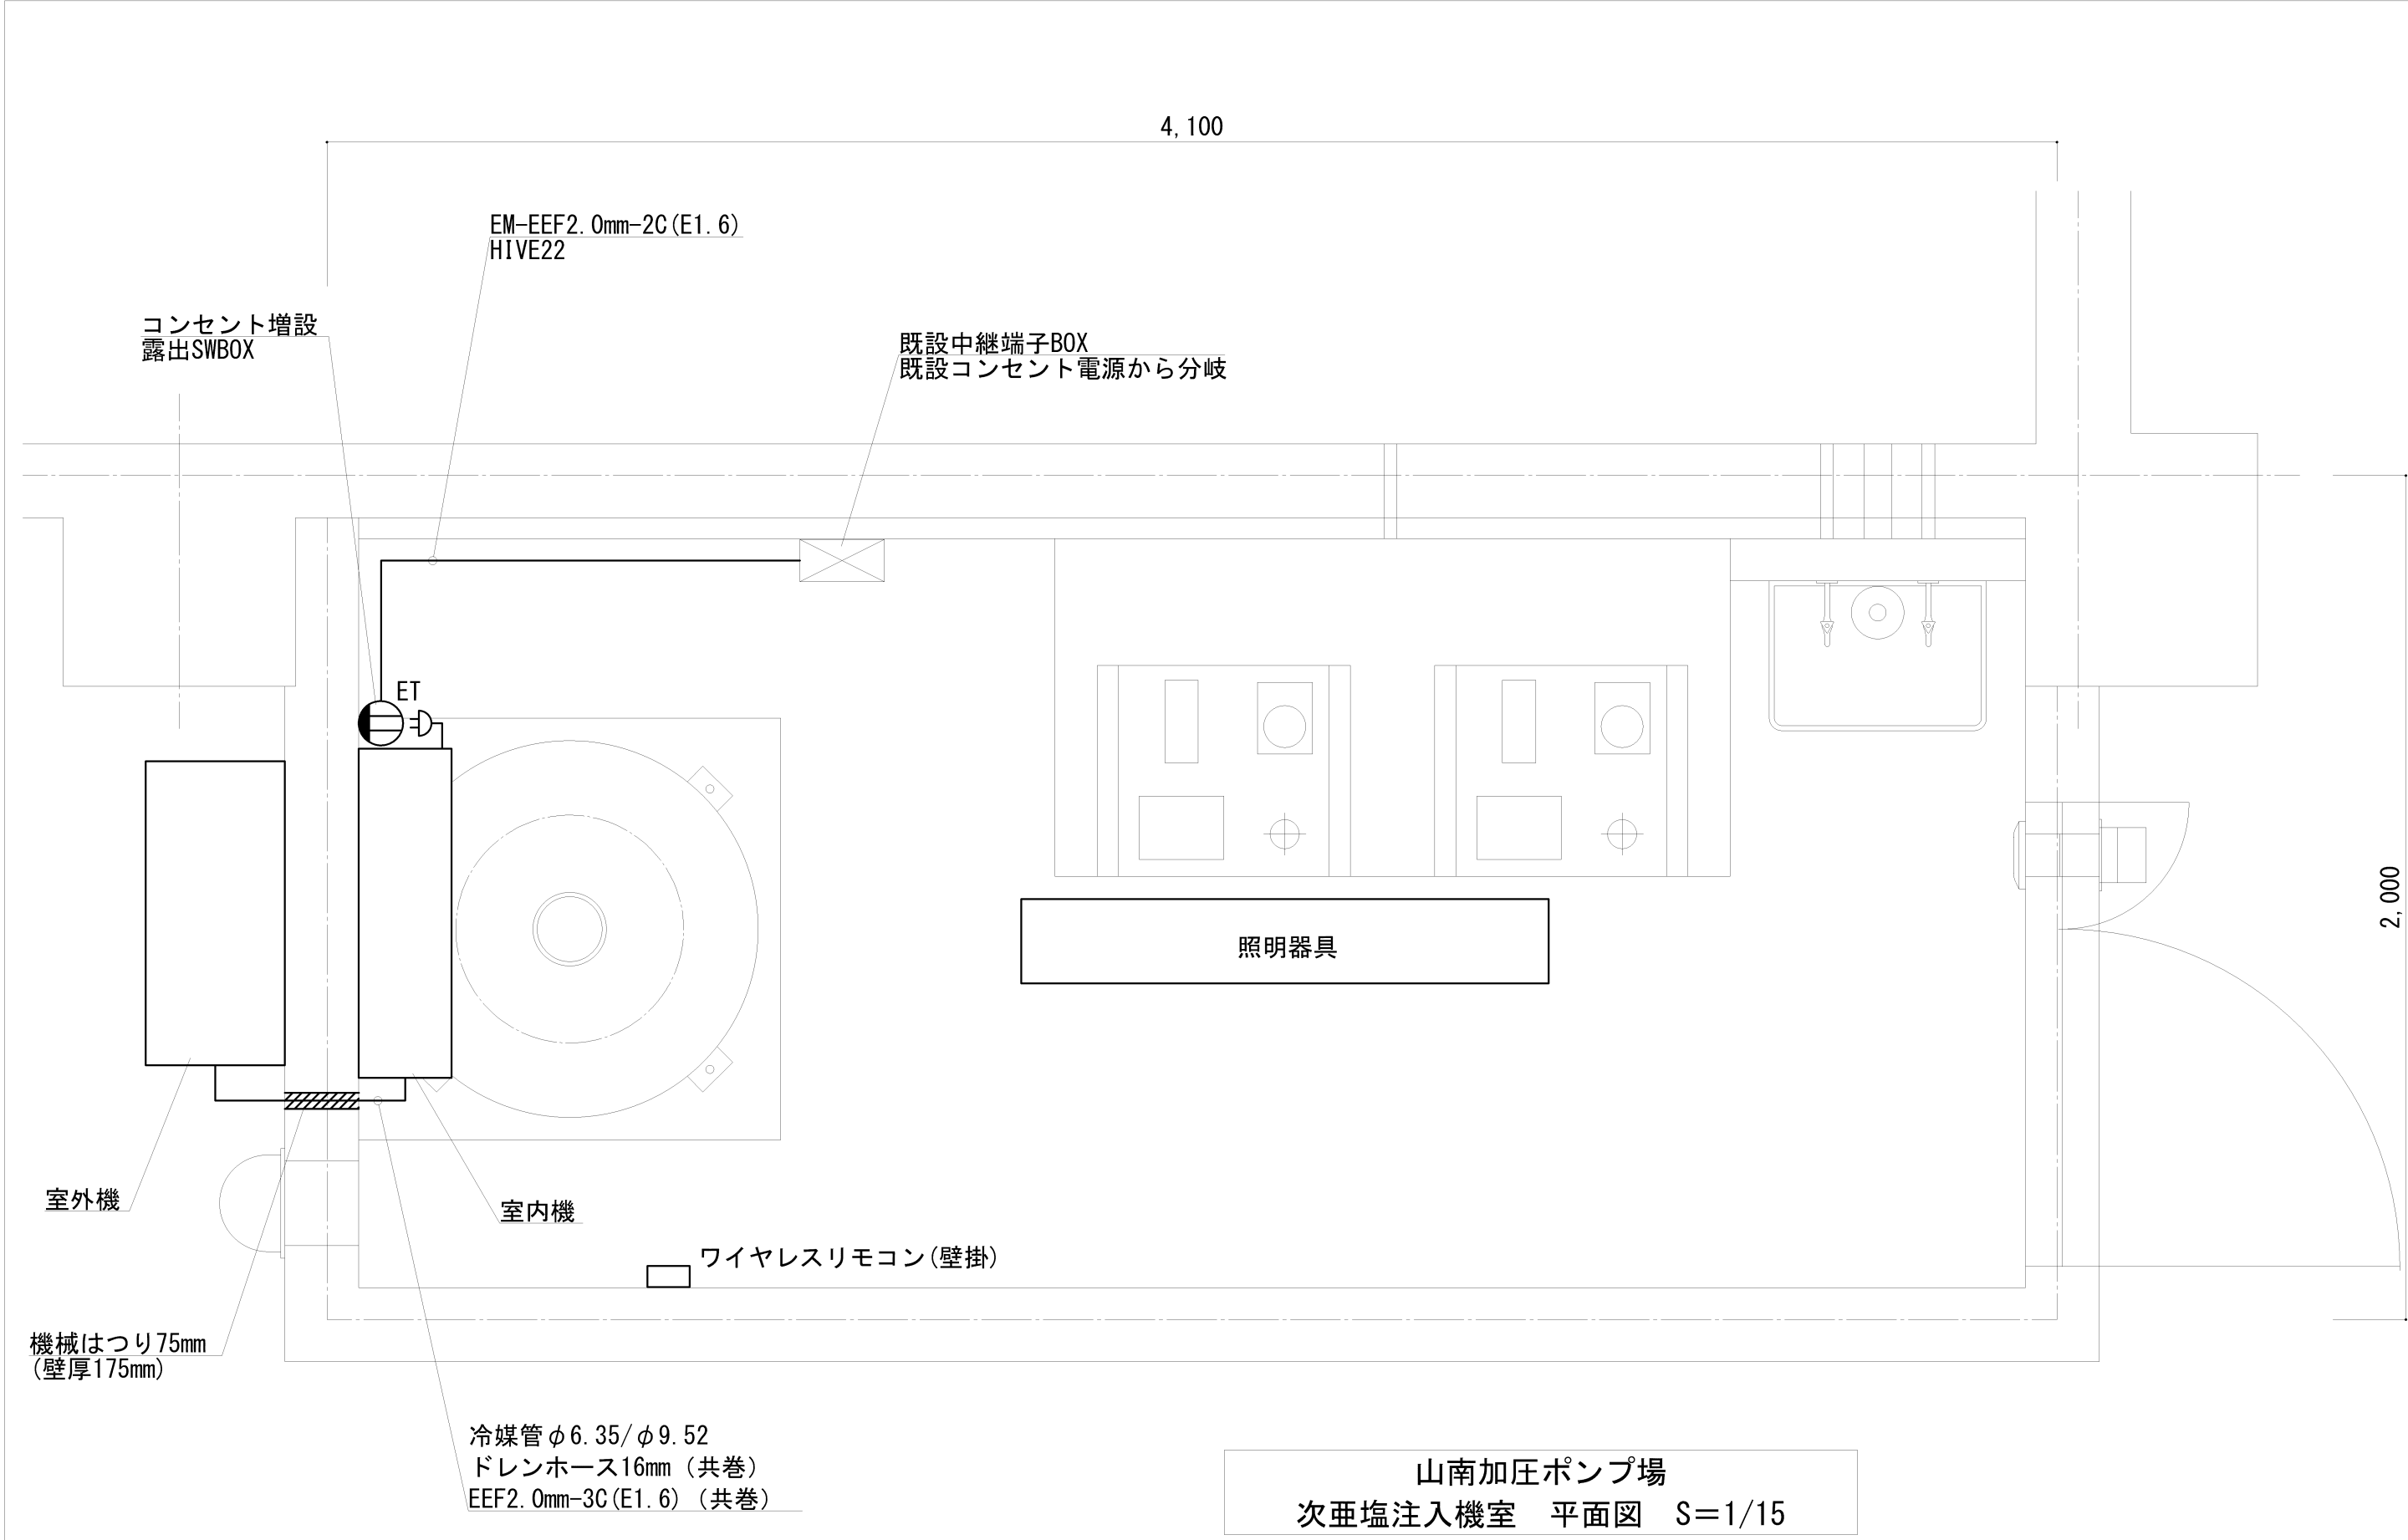 4,100
EM-EEF2.0mm-2C(E1.6)
HIVE22
コンセント増設
露出SWBOX
既設中継端子BOX
既設コンセント電源から分岐
ET
照明器具
2,000
室外機
室内機
ワイヤレスリモコン(壁掛)
機械はつり75mm
(壁厚175mm)
冷媒管φ6.35/φ9.52
ドレンホース16mm（共巻）
EEF2.0mm-3C(E1.6)（共巻）
山南加圧ポンプ場
次亜塩注入機室　平面図　S＝1/15